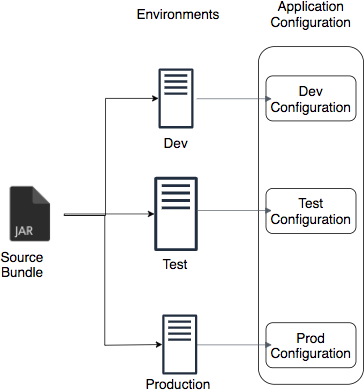 Environments
Application
Configuration
Dev
Configuration
Dev
JAR
Source
Bundle
Test
Configuration
Test
Prod
Configuration
Production